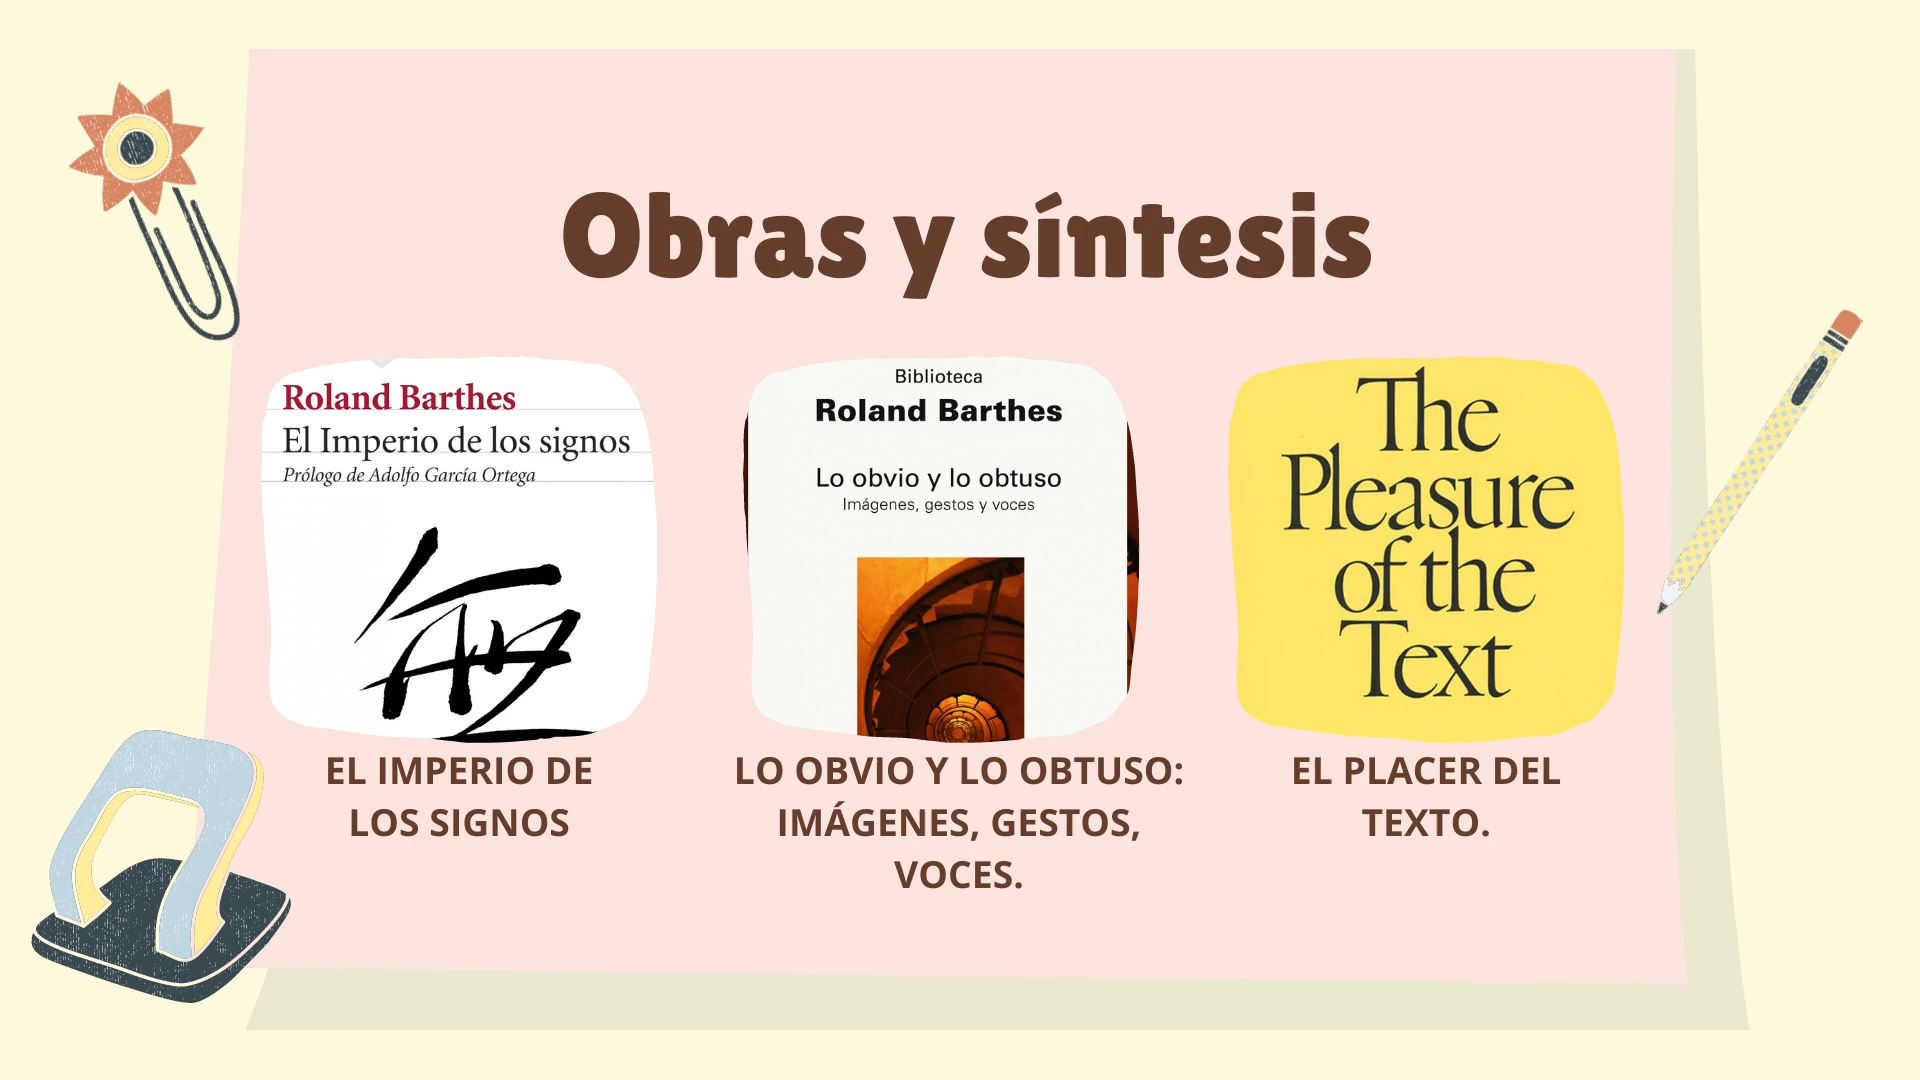 Obras y síntesis
Roland Barthes
El Imperio de los signos
Prólogo de Adolfo García Ortega
EL IMPERIO DE
LOS SIGNOS
Biblioteca
Roland Barthes
Lo obvio y lo obtuso
Imágenes, gestos y voces
LO OBVIO Y LO OBTUSO:
IMÁGENES, GESTOS,
VOCES.
The
Pleasure
of the
Text
EL PLACER DEL
TEXTO.